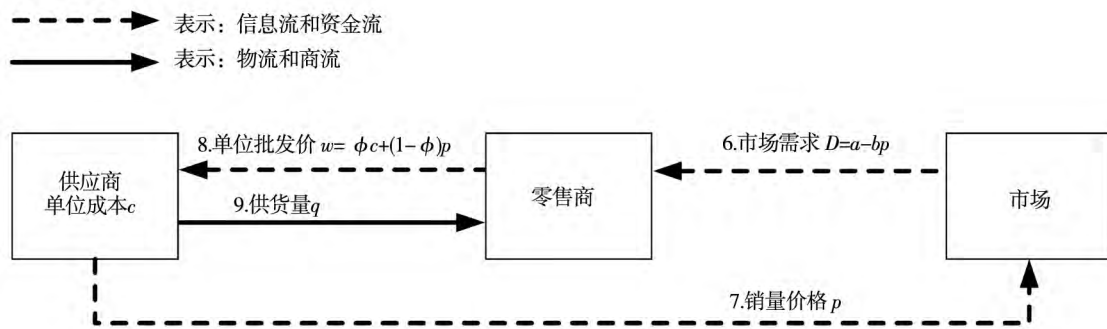 表示：信息流和资金流
表示：物流和商流
8.单位批发价 w= ϕc+(1-ϕ)p
6.市场需求 D=a-bp
供应商
单位成本c
零售商
市场
9.供货量q
7.销量价格 p